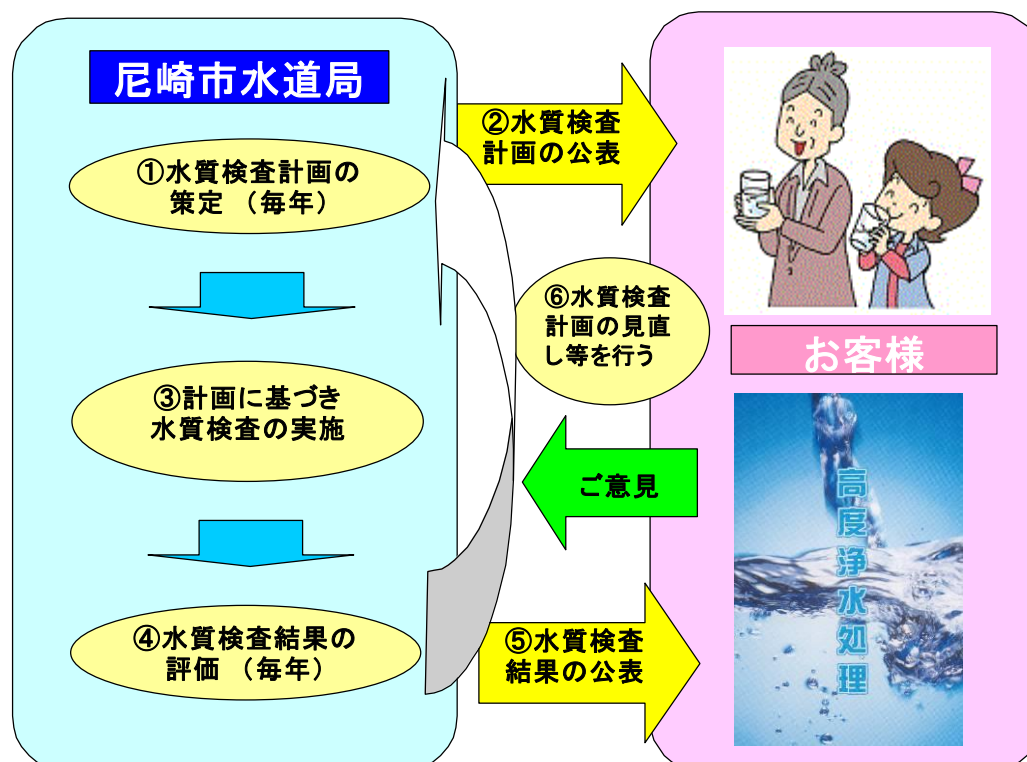 尼崎市水道局
①水質検査計画の
策定 （毎年）
②水質検査
計画の公表
③計画に基づき
水質検査の実施
④水質検査結果の
評価 （毎年）
⑤水質検査
結果の公表
⑥水質検査
計画の見直
し等を行う
ご意見
お客様
高度浄水処理